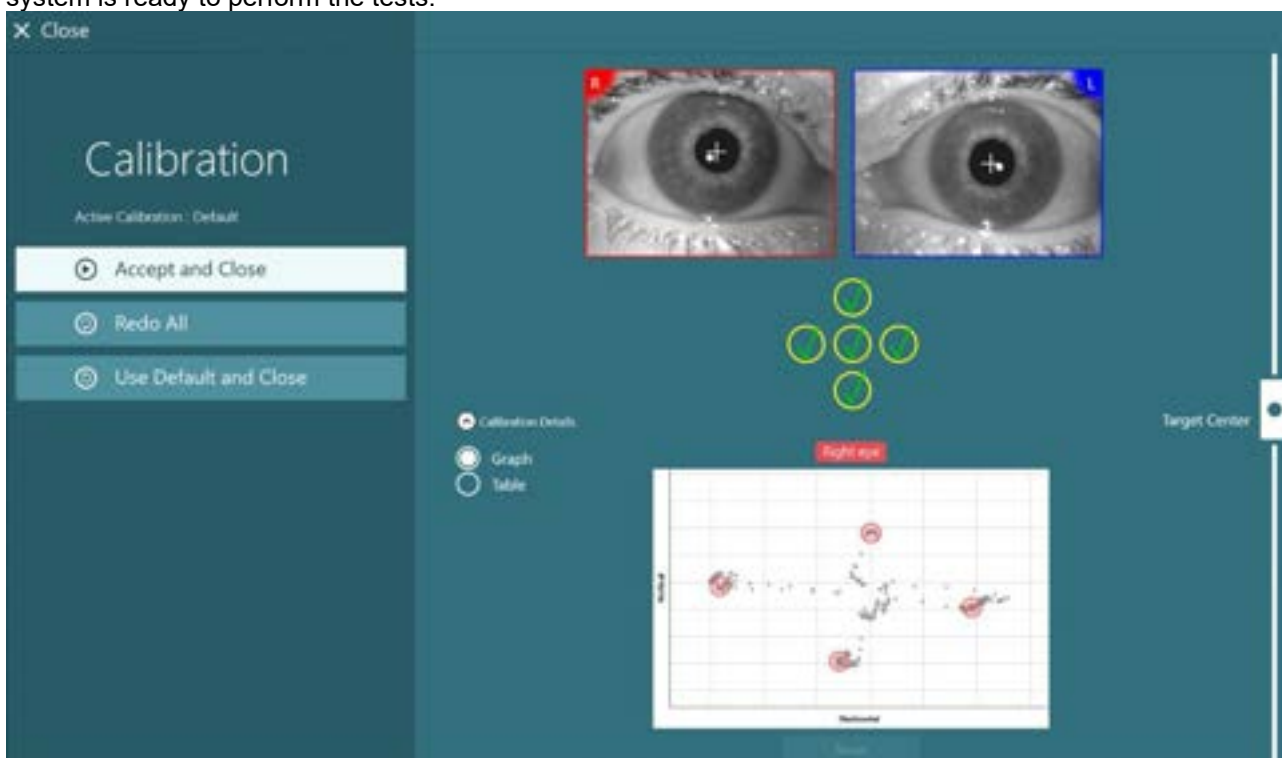 system is ready to perform the tests.
Close
R
L
Calibration
Active Calibration : Default
Accept and Close
Redo All
Use Default and Close
Calibration Details
Graph
Table
Target Center
Right eye
Vertical
Horizontal